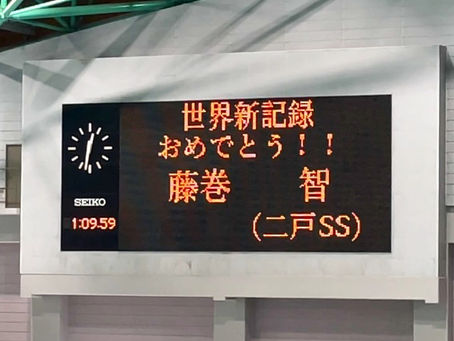 世界新記録
おめでとう！！
藤巻　智
(二戸SS)
SEIKO
1:09.59